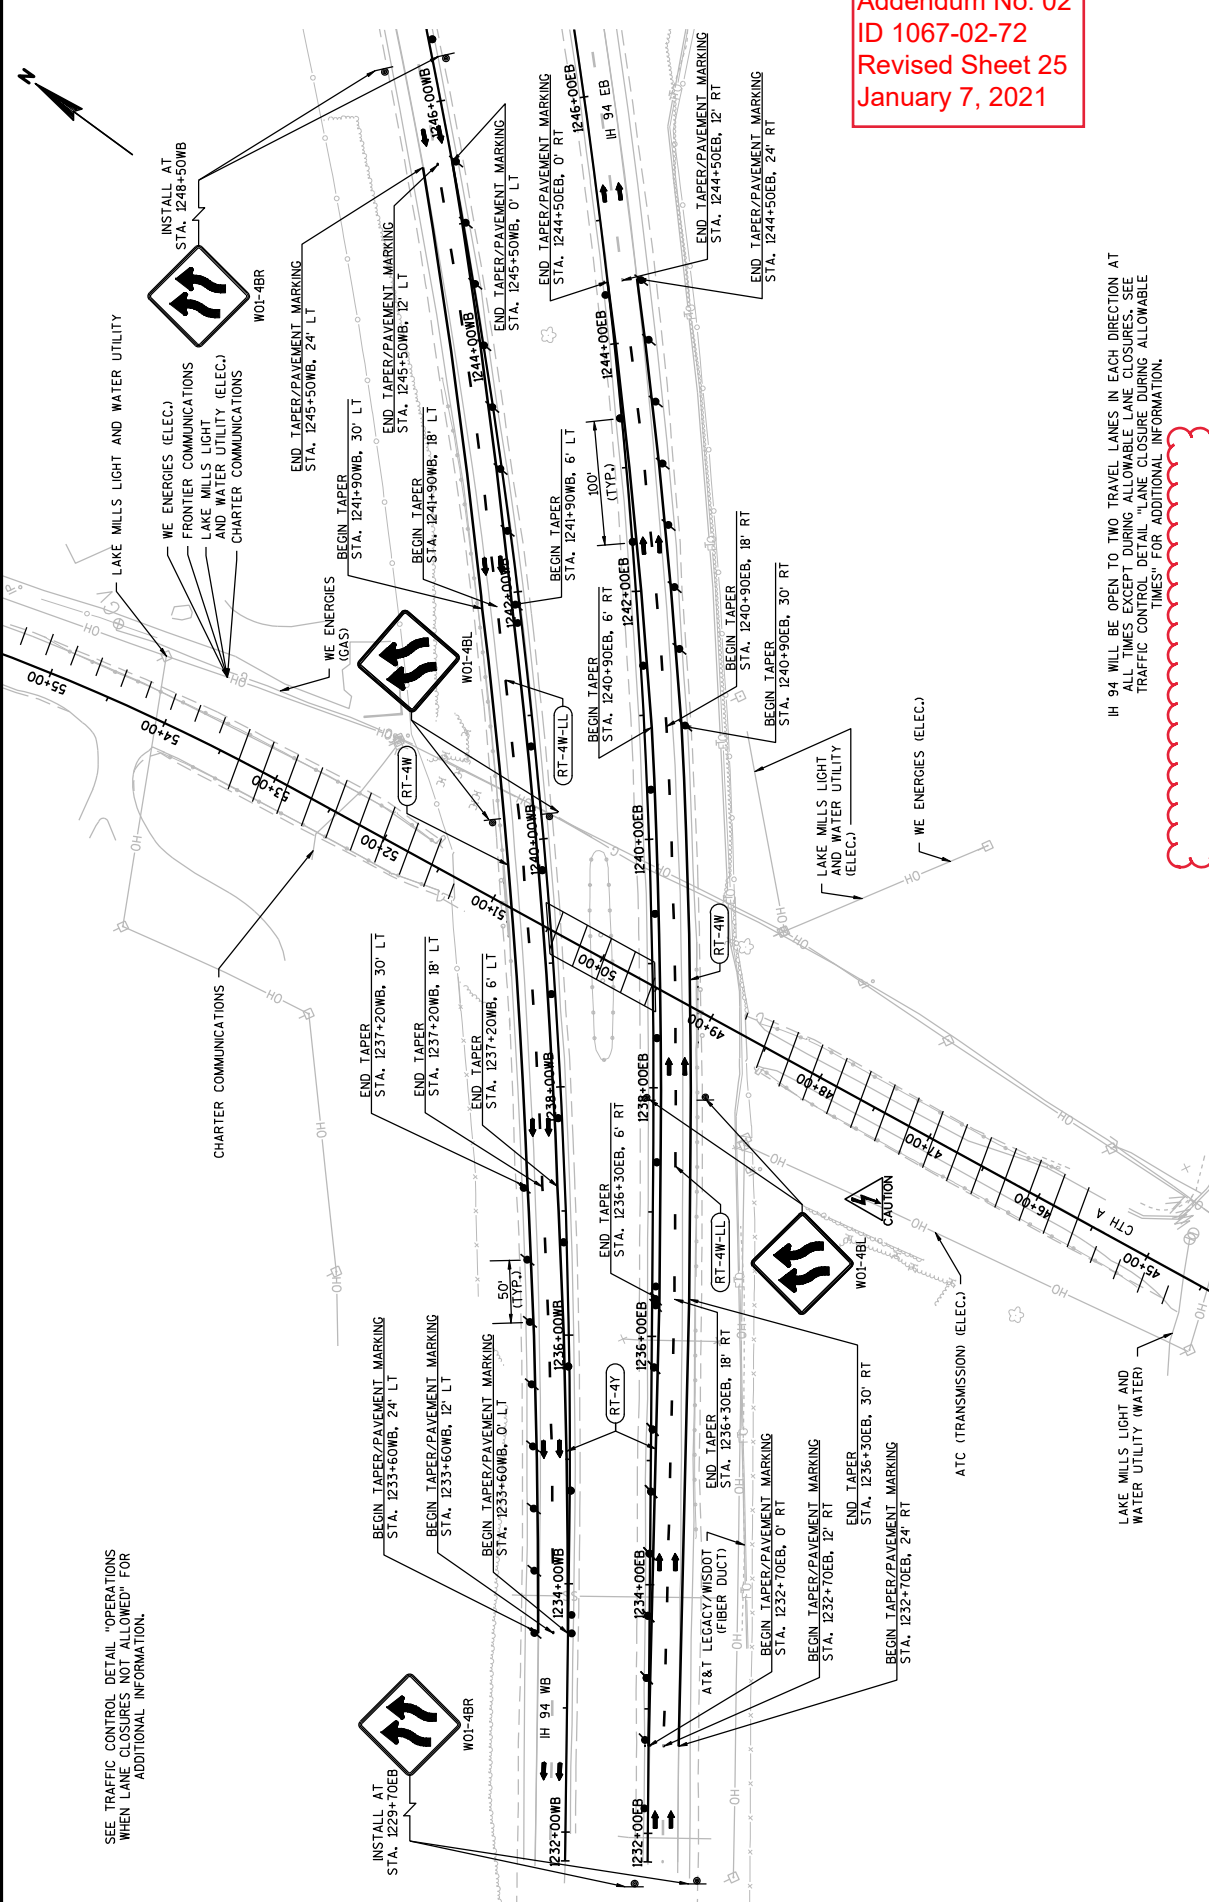 Addendum No. 02
ID 1067-02-72
Revised Sheet 25
January 7, 2021
N
INSTALL AT
STA. 1248+50WB
WO1-4BR
LAKE MILLS LIGHT AND WATER UTILITY
WE ENERGIES (ELEC.)
FRONTIER COMMUNICATIONS
LAKE MILLS LIGHT
AND WATER UTILITY (ELEC.)
CHARTER COMMUNICATIONS
WE ENERGIES
(GAS)
END TAPER/PAVEMENT MARKING
STA. 1245+50WB, 24' LT
END TAPER/PAVEMENT MARKING
STA. 1245+50WB, 12' LT
END TAPER/PAVEMENT MARKING
STA. 1245+50WB, 0' LT
BEGIN TAPER
STA. 1241+90WB, 30' LT
BEGIN TAPER
STA. 1241+90WB, 18' LT
BEGIN TAPER
STA. 1241+90WB, 6' LT
END TAPER/PAVEMENT MARKING
STA. 1244+50EB, 0' RT
END TAPER/PAVEMENT MARKING
STA. 1244+50EB, 12' RT
END TAPER/PAVEMENT MARKING
STA. 1244+50EB, 24' RT
100'
(TYP.)
BEGIN TAPER
STA. 1240+90EB, 6' RT
BEGIN TAPER
STA. 1240+90EB, 18' RT
BEGIN TAPER
STA. 1240+90EB, 30' RT
1246+00WB
1244+00WB
1242+00WB
1240+00WB
1238+00WB
1236+00WB
1234+00WB
1232+00WB
1246+00EB
1244+00EB
1242+00EB
1240+00EB
1238+00EB
1236+00EB
1234+00EB
1232+00EB
IH 94 EB
IH 94 WB
WO1-4BL
RT-4W
RT-4W-LL
55+00
54+00
53+00
52+00
51+00
50+00
49+00
48+00
47+00
46+00
45+00
CTH A
CHARTER COMMUNICATIONS
LAKE MILLS LIGHT
AND WATER UTILITY
(ELEC.)
WE ENERGIES (ELEC.)
RT-4W
END TAPER
STA. 1237+20WB, 30' LT
END TAPER
STA. 1237+20WB, 18' LT
END TAPER
STA. 1237+20WB, 6' LT
50'
(TYP.)
END TAPER
STA. 1236+30EB, 6' RT
RT-4W-LL
WO1-4BL
CAUTION
ATC (TRANSMISSION) (ELEC.)
END TAPER
STA. 1236+30EB, 18' RT
END TAPER
STA. 1236+30EB, 30' RT
RT-4Y
BEGIN TAPER/PAVEMENT MARKING
STA. 1233+60WB, 24' LT
BEGIN TAPER/PAVEMENT MARKING
STA. 1233+60WB, 12' LT
BEGIN TAPER/PAVEMENT MARKING
STA. 1233+60WB, 0' LT
AT&T LEGACY/WISDOT
(FIBER DUCT)
BEGIN TAPER/PAVEMENT MARKING
STA. 1232+70EB, 0' RT
BEGIN TAPER/PAVEMENT MARKING
STA. 1232+70EB, 12' RT
BEGIN TAPER/PAVEMENT MARKING
STA. 1232+70EB, 24' RT
LAKE MILLS LIGHT AND
WATER UTILITY (WATER)
INSTALL AT
STA. 1229+70EB
WO1-4BR
SEE TRAFFIC CONTROL DETAIL "OPERATIONS
WHEN LANE CLOSURES NOT ALLOWED" FOR
ADDITIONAL INFORMATION.
IH 94 WILL BE OPEN TO TWO TRAVEL LANES IN EACH DIRECTION AT
ALL TIMES EXCEPT DURING ALLOWABLE LANE CLOSURES. SEE
TRAFFIC CONTROL DETAIL "LANE CLOSURE DURING ALLOWABLE
TIMES" FOR ADDITIONAL INFORMATION.